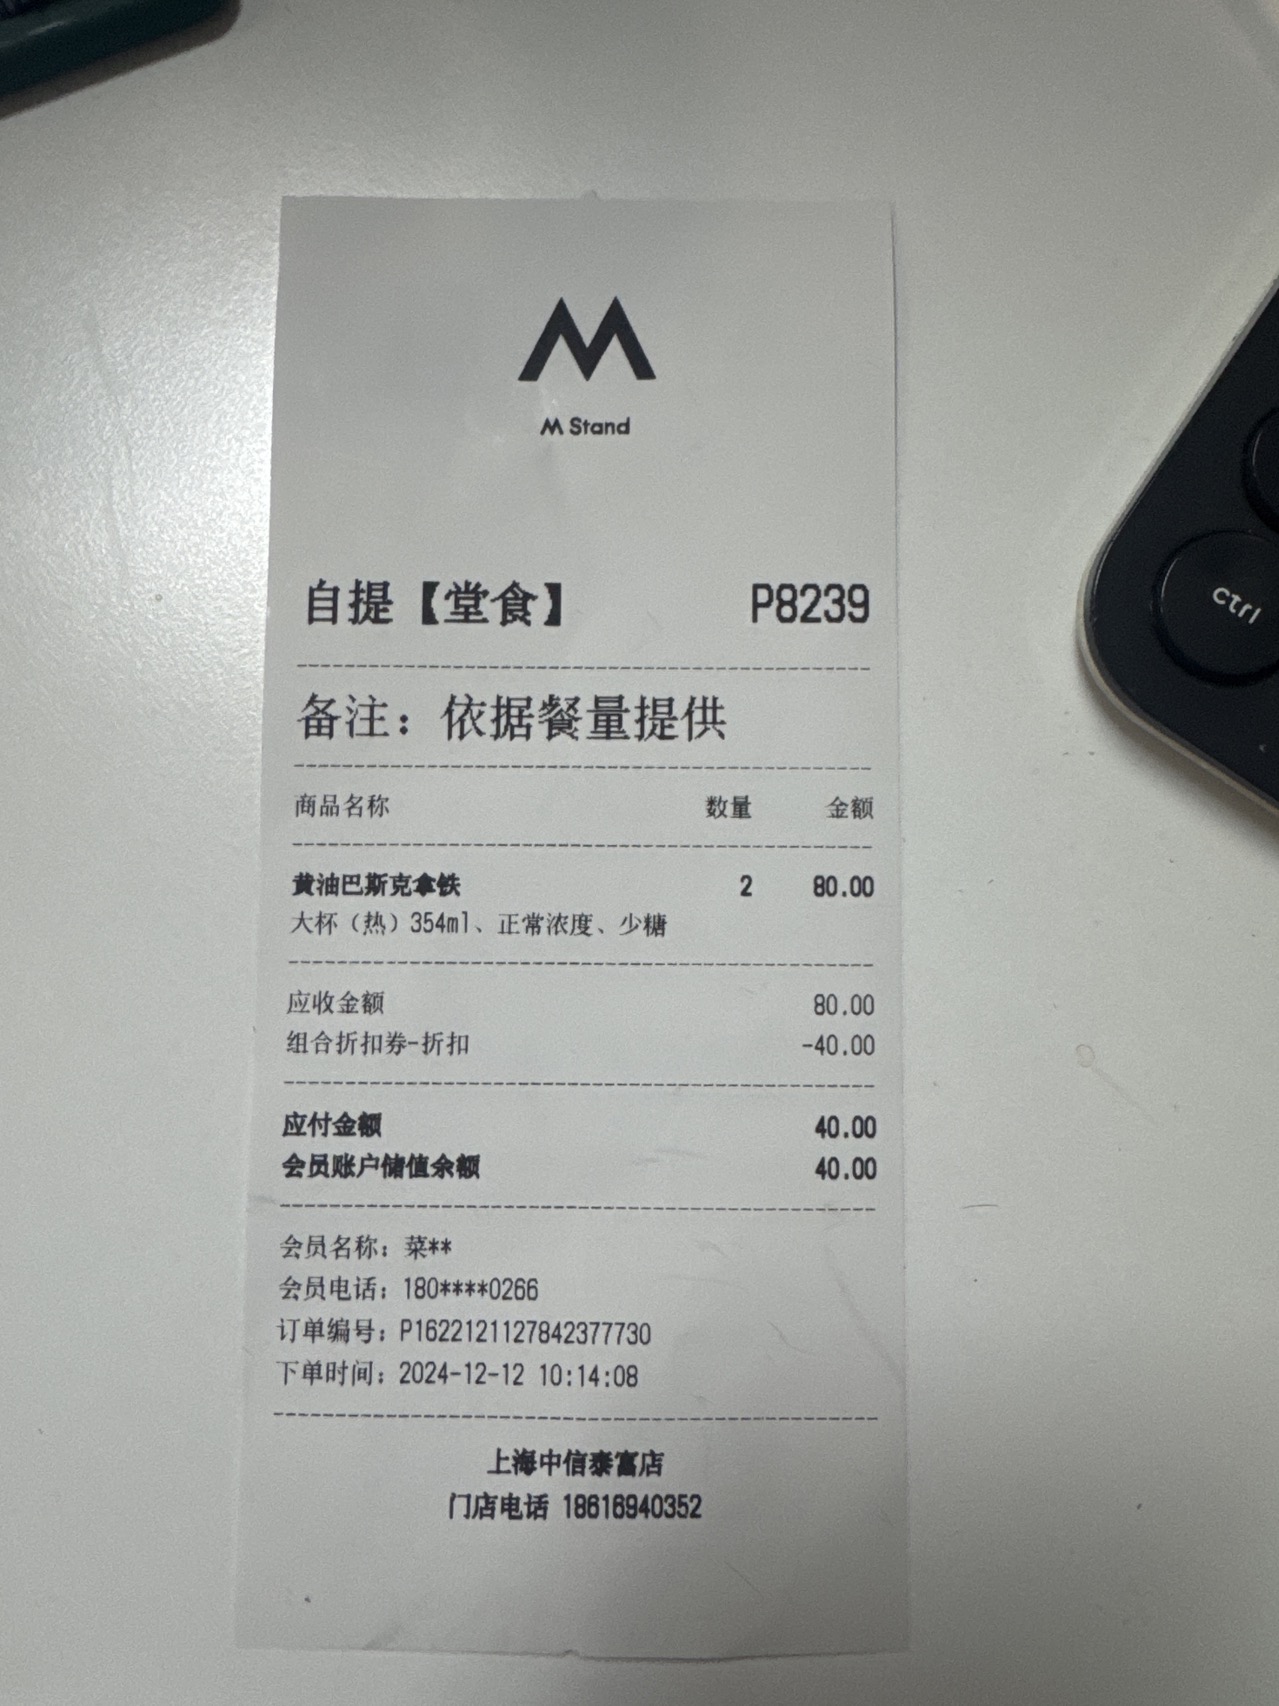 M Stand
自提【堂食】 P8239
备注：依据餐量提供
商品名称 数量 金额
黄油巴斯克拿铁 2 80.00
大杯（热）354ml、正常浓度、少糖
应收金额 80.00
组合折扣券-折扣 -40.00
应付金额 40.00
会员账户储值余额 40.00
会员名称：菜**
会员电话：180****0266
订单编号：P1622121127842377730
下单时间：2024-12-12 10:14:08
上海中信泰富店
门店电话 18616940352
ctrl